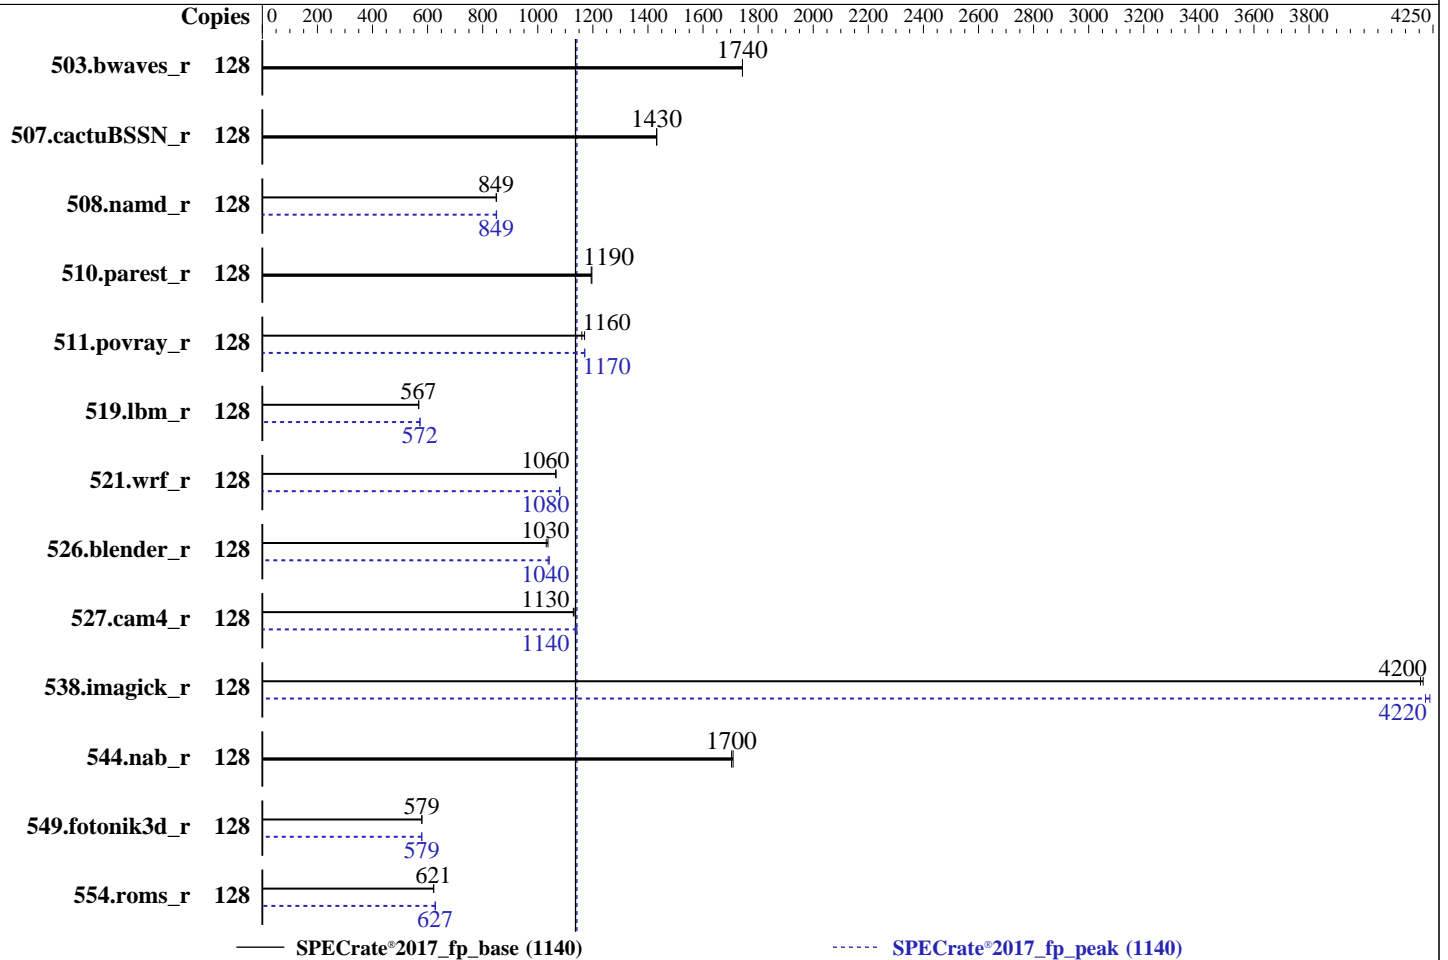 Copies 0 200 400 600 800 1000 1200 1400 1600 1800 2000 2200 2400 2600 2800 3000 3200 3400 3600 3800 4250
503.bwaves_r 128 1740
507.cactuBSSN_r 128 1430
508.namd_r 128 849
849
510.parest_r 128 1190
511.povray_r 128 1160
1170
519.lbm_r 128 567
572
521.wrf_r 128 1060
1080
526.blender_r 128 1030
1040
527.cam4_r 128 1130
1140
538.imagick_r 128 4200
4220
544.nab_r 128 1700
549.fotonik3d_r 128 579
579
554.roms_r 128 621
627
SPECrate®2017_fp_base (1140) SPECrate®2017_fp_peak (1140)